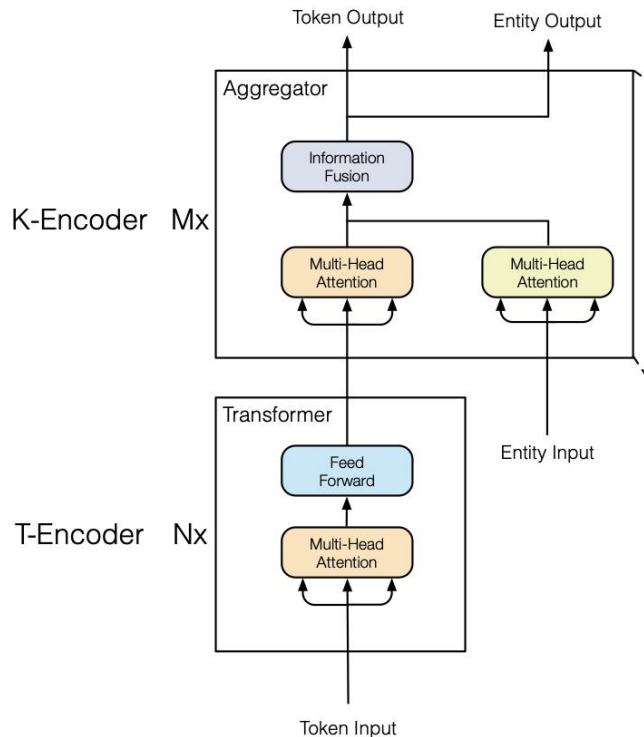 Token Output
Entity Output
Aggregator
Information
Fusion
K-Encoder Mx
Multi-Head
Attention
Multi-Head
Attention
Transformer
Feed
Forward
Entity Input
T-Encoder Nx
Multi-Head
Attention
Token Input